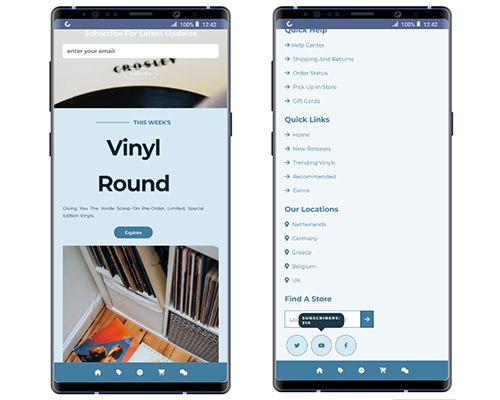 100% 12:42
Subscribe For Latest Updates
enter your email
CROSLEY
THIS WEEK'S
Vinyl
Round
Giving You The Inside Scoop On Pre-Order, Limited, Special
Edition Vinyls.
Explore
100% 12:42
Quick Help
Help Center
Shipping And Returns
Order Status
Pick Up In Store
Gift Cards
Quick Links
Home
New Releases
Trending Vinyls
Recommended
Genre
Our Locations
Netherlands
Germany
Greece
Belgium
UK
Find A Store
SUBSCRIBERS:
31K